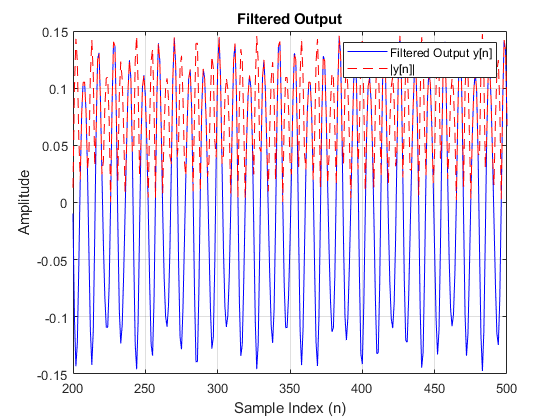 Filtered Output
Filtered Output y[n]
|y[n]|
0.15
0.1
0.05
0
-0.05
-0.1
-0.15
Amplitude
200
250
300
350
400
450
500
Sample Index (n)